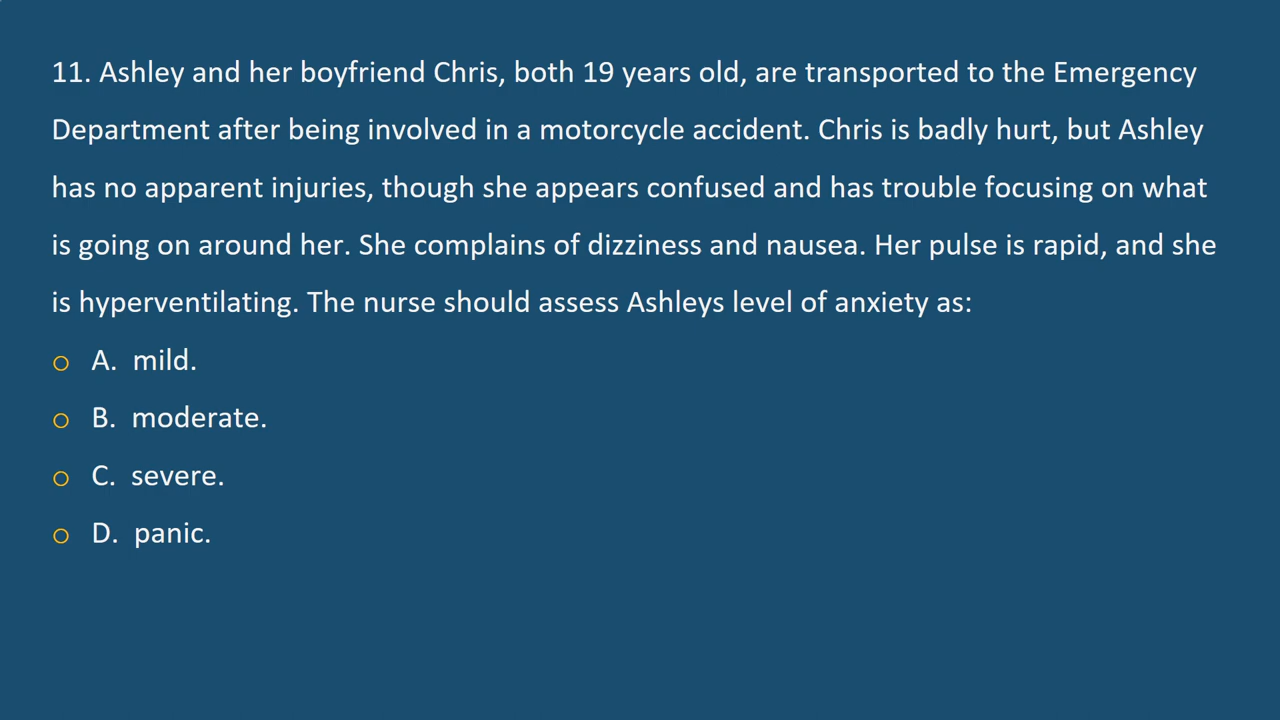 11. Ashley and her boyfriend Chris, both 19 years old, are transported to the Emergency
Department after being involved in a motorcycle accident. Chris is badly hurt, but Ashley
has no apparent injuries, though she appears confused and has trouble focusing on what
is going on around her. She complains of dizziness and nausea. Her pulse is rapid, and she
is hyperventilating. The nurse should assess Ashleys level of anxiety as:
A. mild.
B. moderate.
C. severe.
D. panic.